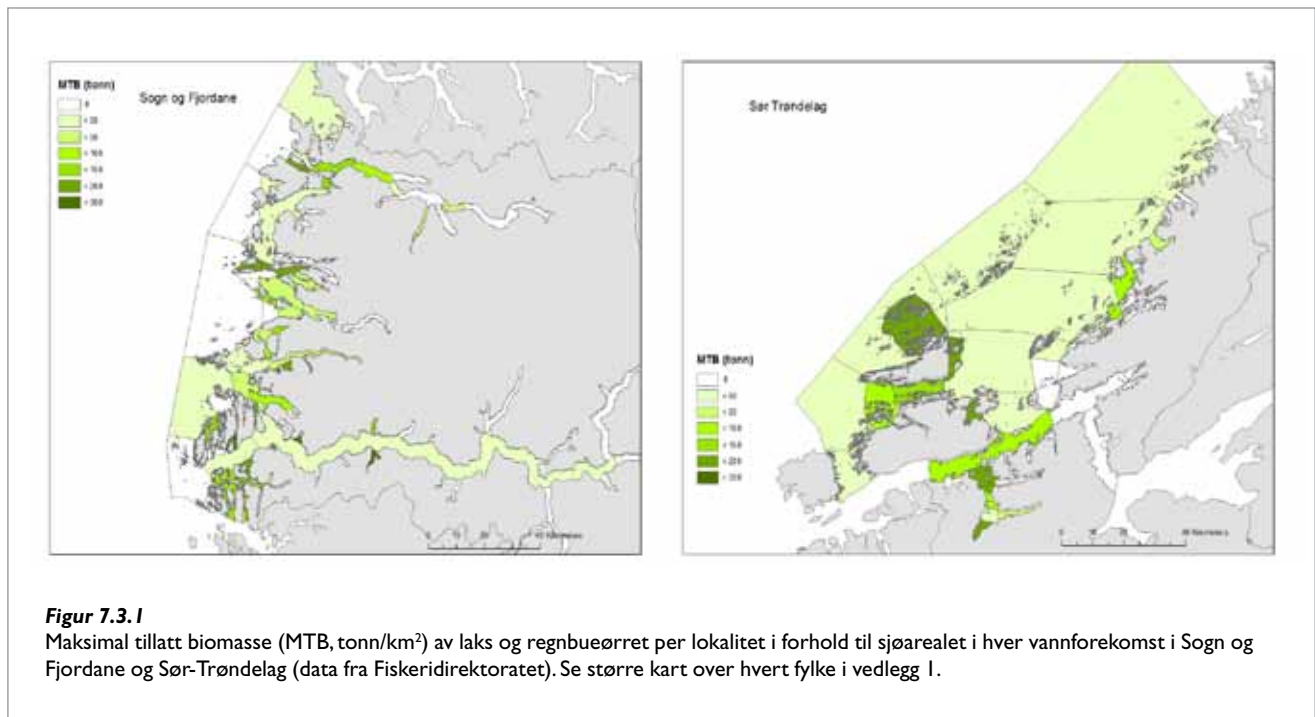 MTB (tonn)
Sogn og Fjordane
0
Sør Trøndelag
MTB (tonn)
0
Figur 7.3.1
Maksimal tillatt biomasse (MTB, tonn/km²) av laks og regnbueørret per lokalitet i forhold til sjøarealet i hver vannforekomst i Sogn og
Fjordane og Sør-Trøndelag (data fra Fiskeridirektoratet). Se større kart over hvert fylke i vedlegg 1.